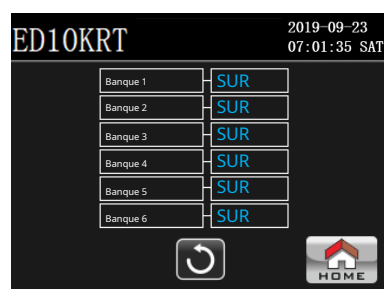 ED10KRT
2019-09-23
07:01:35 SAT
Banque 1 SUR
Banque 2 SUR
Banque 3 SUR
Banque 4 SUR
Banque 5 SUR
Banque 6 SUR
HOME